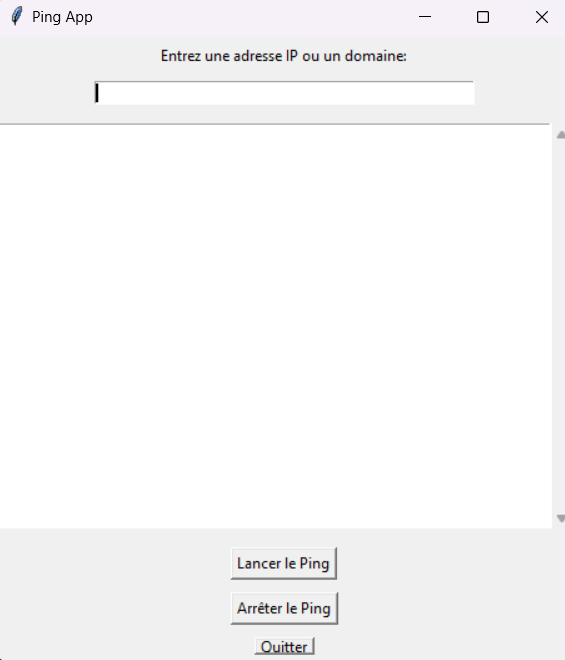 Ping App
Entrez une adresse IP ou un domaine:
Lancer le Ping
Arrêter le Ping
Quitter